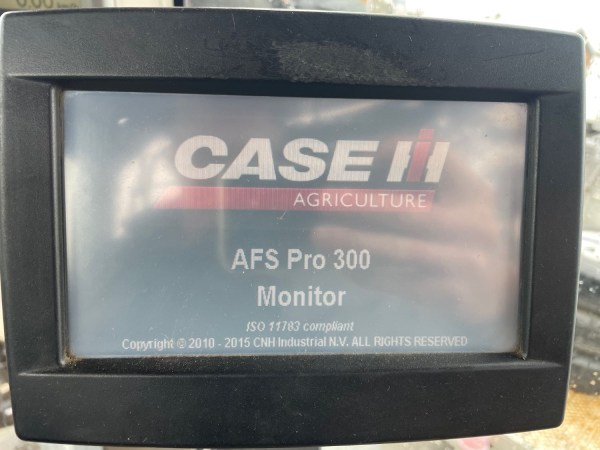 CASE IH
AGRICULTURE
AFS Pro 300
Monitor
ISO 11783 compliant
Copyright © 2010 - 2015 CNH Industrial N.V. ALL RIGHTS RESERVED